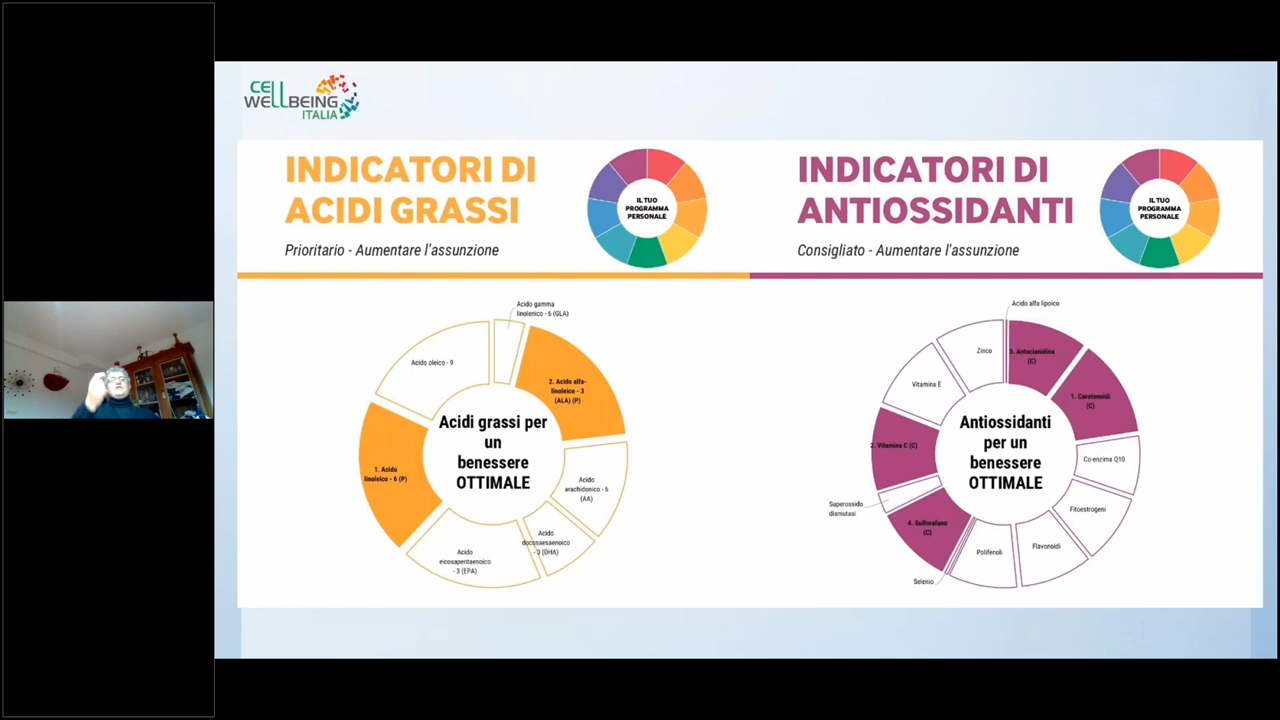 CELL
WELLBEING
ITALIA
INDICATORI DI
ACIDI GRASSI
Prioritario - Aumentare l'assunzione
IL TUO
PROGRAMMA
PERSONALE
Acido gamma
linolenico - 6 (GLA)
Acido oleico - 9
2. Acido alfa-
linoleico - 3
(ALA) (P)
Acidi grassi per
un
benessere
OTTIMALE
1. Acido
linoleico - 6 (P)
Acido
arachidonico - 6
(AA)
Acido
docosaesaenoico
- 3 (DHA)
Acido
eicosapentaenoico
- 3 (EPA)
INDICATORI DI
ANTIOSSIDANTI
Consigliato - Aumentare l'assunzione
IL TUO
PROGRAMMA
PERSONALE
Acido alfa lipoico
Zinco
3. Antocianidina
(C)
Vitamina E
1. Carotenoidi
(C)
Antiossidanti
per un
benessere
OTTIMALE
2. Vitamina C (C)
Co-enzima Q10
Superossido
dismutasi
Fitoestrogeni
4. Sulforafano
(C)
Flavonoidi
Polifenoli
Selenio